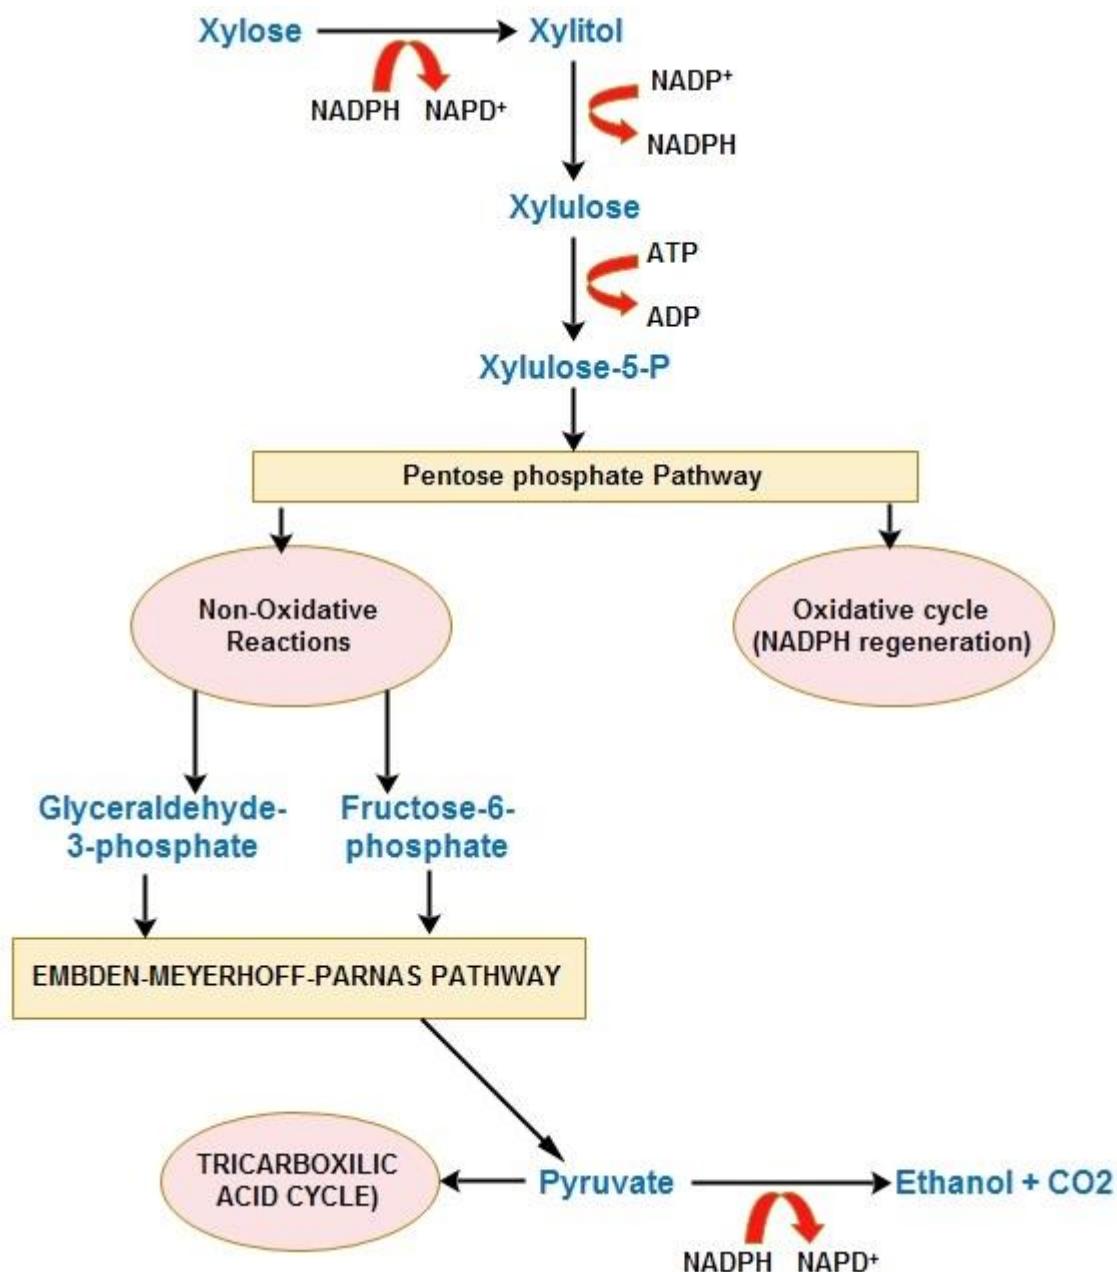 Xylose
Xylitol
NADPH NAPD+
NADP+
NADPH
Xylulose
ATP
ADP
Xylulose-5-P
Pentose phosphate Pathway
Non-Oxidative
Reactions
Oxidative cycle
(NADPH regeneration)
Glyceraldehyde-
3-phosphate
Fructose-6-
phosphate
EMBDEN-MEYERHOFF-PARNAS PATHWAY
TRICARBOXILIC
ACID CYCLE)
Pyruvate
Ethanol + CO2
NADPH NAPD+